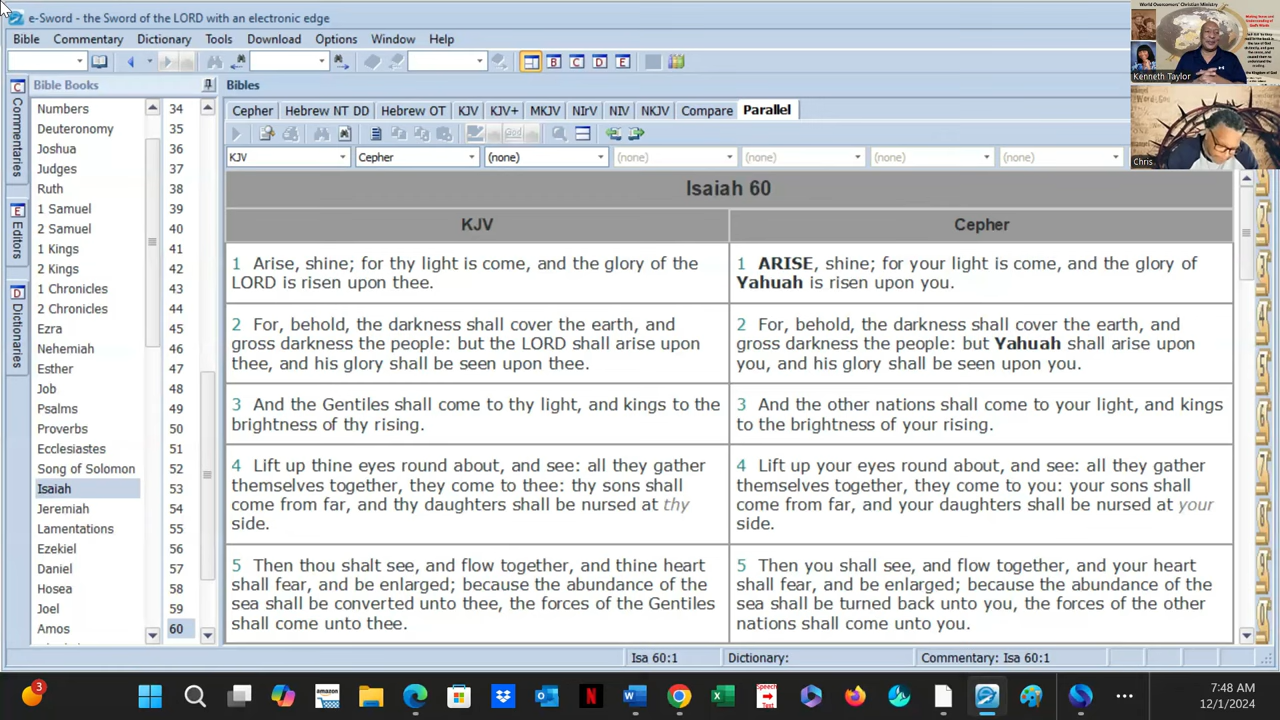 e-Sword - the Sword of the LORD with an electronic edge
Bible Commentary Dictionary Tools Download Options Window Help
Bible Books
Bibles
Commentaries
Editors
Dictionaries
Numbers
Deuteronomy
Joshua
Judges
Ruth
1 Samuel
2 Samuel
1 Kings
2 Kings
1 Chronicles
2 Chronicles
Ezra
Nehemiah
Esther
Job
Psalms
Proverbs
Ecclesiastes
Song of Solomon
Isaiah
Jeremiah
Lamentations
Ezekiel
Daniel
Hosea
Joel
Amos
34
35
36
37
38
39
40
41
42
43
44
45
46
47
48
49
50
51
52
53
54
55
56
57
58
59
60
Cepher Hebrew NT DD Hebrew OT KJV KJV+ MKJV NIrV NIV NKJV Compare Parallel
KJV Cepher (none) (none) (none) (none) (none)
Isaiah 60
KJV
1 Arise, shine; for thy light is come, and the glory of the
LORD is risen upon thee.
2 For, behold, the darkness shall cover the earth, and
gross darkness the people: but the LORD shall arise upon
thee, and his glory shall be seen upon thee.
3 And the Gentiles shall come to thy light, and kings to the
brightness of thy rising.
4 Lift up thine eyes round about, and see: all they gather
themselves together, they come to thee: thy sons shall
come from far, and thy daughters shall be nursed at thy
side.
5 Then thou shalt see, and flow together, and thine heart
shall fear, and be enlarged; because the abundance of the
sea shall be converted unto thee, the forces of the Gentiles
shall come unto thee.
Cepher
1 ARISE, shine; for your light is come, and the glory of
Yahuah is risen upon you.
2 For, behold, the darkness shall cover the earth, and
gross darkness the people: but Yahuah shall arise upon
you, and his glory shall be seen upon you.
3 And the other nations shall come to your light, and kings
to the brightness of your rising.
4 Lift up your eyes round about, and see: all they gather
themselves together, they come to you: your sons shall
come from far, and your daughters shall be nursed at your
side.
5 Then you shall see, and flow together, and your heart
shall fear, and be enlarged; because the abundance of the
sea shall be turned back unto you, the forces of the other
nations shall come unto you.
World Overcomers' Christian Ministry
Kenneth Taylor
Chris
Isa 60:1 Dictionary: Commentary: Isa 60:1
3
amazon
Speech
Text
7:48 AM
12/1/2024